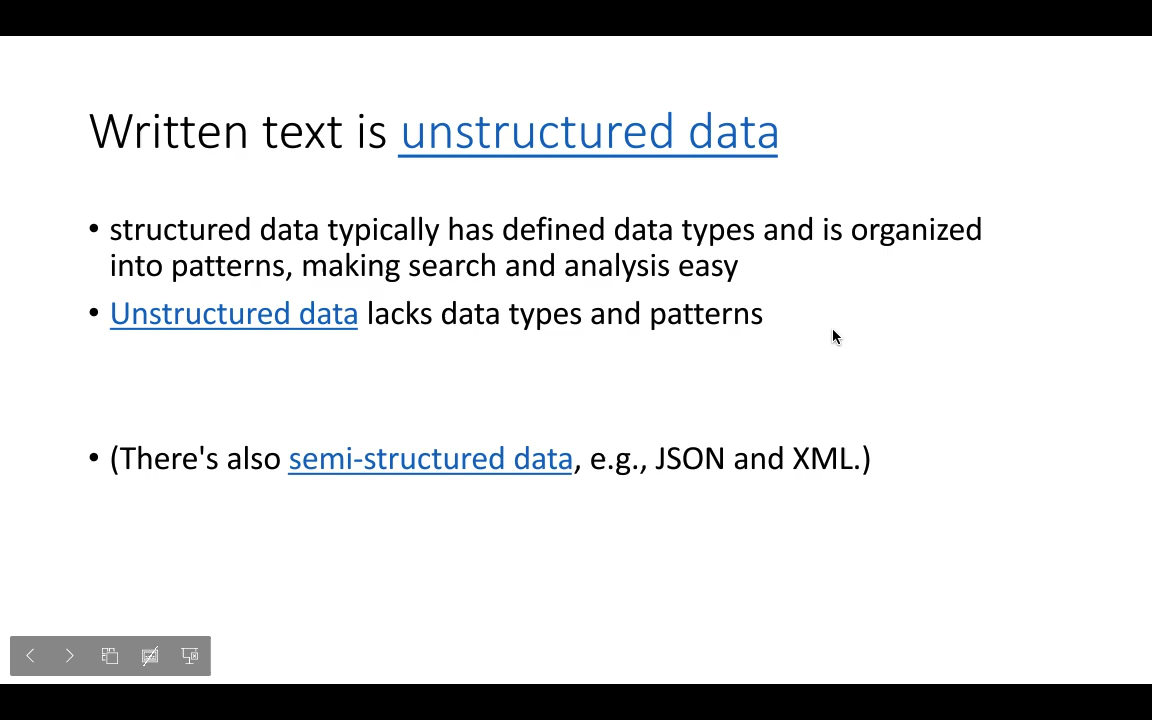 Written text is unstructured data
• structured data typically has defined data types and is organized
into patterns, making search and analysis easy
• Unstructured data lacks data types and patterns
• (There's also semi-structured data, e.g., JSON and XML.)